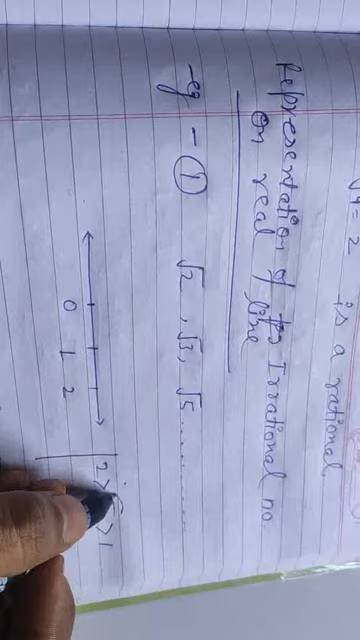 √4 = 2 is a rational
Representation of Irrational no.
on real line
eg - ① √2, √3, √5..........
0 1 2
2 > > 1